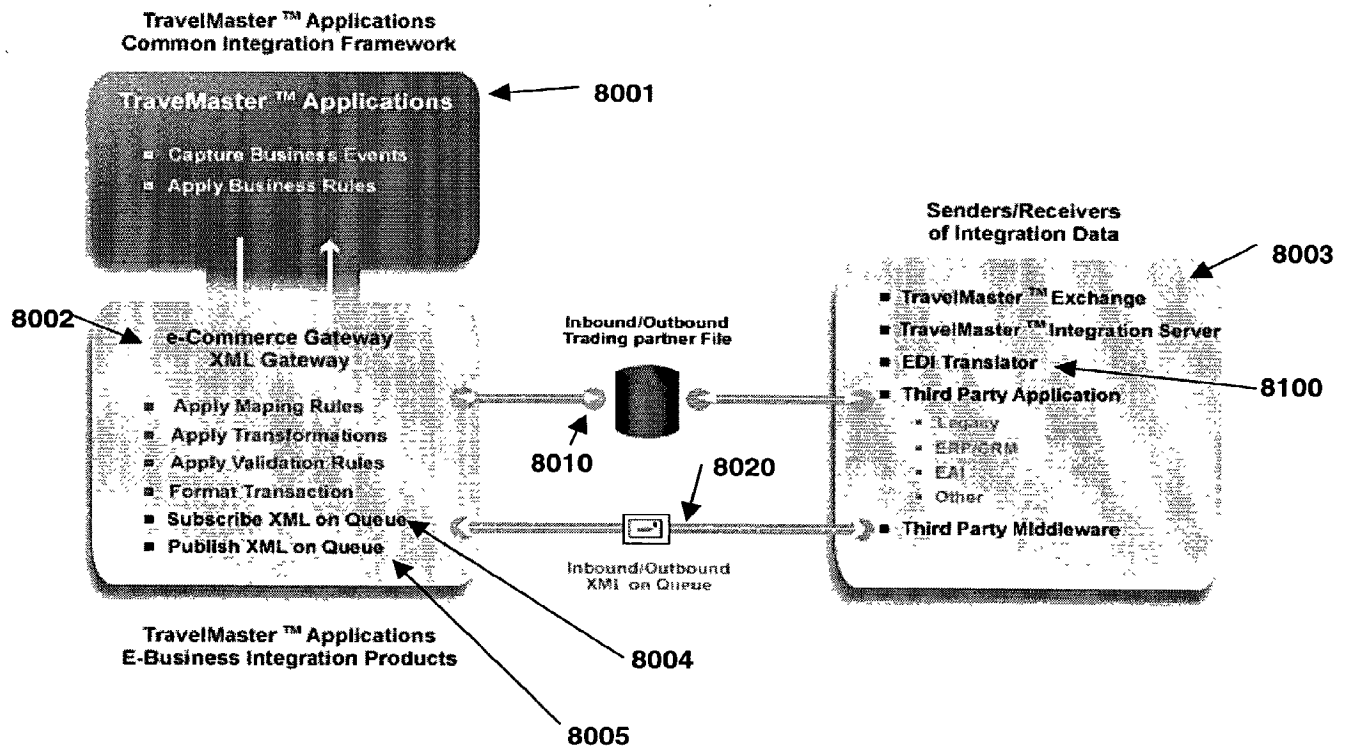 TravelMaster ™ Applications
Common Integration Framework
TraveMaster ™ Applications
8001
Capture Business Events
Apply Business Rules
Senders/Receivers
of Integration Data
8003
8002
e-Commerce Gateway
XML Gateway
Apply Maping Rules
Apply Transformations
Apply Validation Rules
Format Transaction
Subscribe XML on Queue
Publish XML on Queue
Inbound/Outbound
Trading partner File
8010
8020
Inbound/Outbound
XML on Queue
TravelMaster ™ Exchange
TravelMaster ™ Integration Server
EDI Translator
8100
Third Party Application
Legacy
ERP/CRM
EAI
Other
Third Party Middleware
TravelMaster ™ Applications
E-Business Integration Products
8004
8005